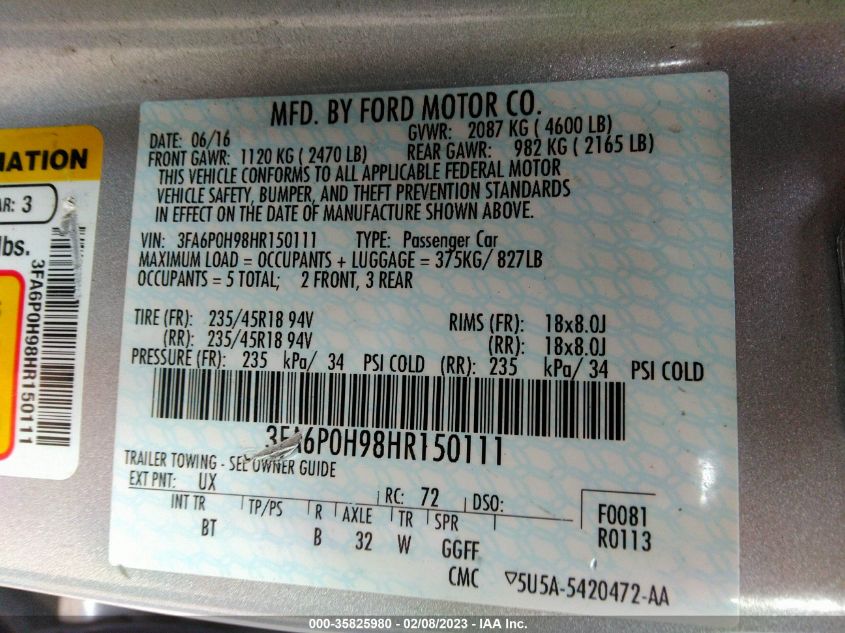 MATION
AR: 3
lbs.
3FA6P0H98HR150111
MFD. BY FORD MOTOR CO.
DATE: 06/16 GVWR: 2087 KG ( 4600 LB)
FRONT GAWR: 1120 KG ( 2470 LB) REAR GAWR: 982 KG ( 2165 LB)
THIS VEHICLE CONFORMS TO ALL APPLICABLE FEDERAL MOTOR
VEHICLE SAFETY, BUMPER, AND THEFT PREVENTION STANDARDS
IN EFFECT ON THE DATE OF MANUFACTURE SHOWN ABOVE.
VIN: 3FA6P0H98HR150111 TYPE: Passenger Car
MAXIMUM LOAD = OCCUPANTS + LUGGAGE = 375KG/ 827LB
OCCUPANTS = 5 TOTAL; 2 FRONT, 3 REAR
TIRE (FR): 235/45R18 94V RIMS (FR): 18x8.0J
(RR): 235/45R18 94V (RR): 18x8.0J
PRESSURE (FR): 235 kPa/ 34 PSI COLD (RR): 235 kPa/ 34 PSI COLD
3FA6P0H98HR150111
TRAILER TOWING - SEE OWNER GUIDE
EXT PNT: UX RC: 72 DSO:
INT TR TP/PS R AXLE TR SPR F0081
BT B 32 W GGFF R0113
CMC ▽5U5A-5420472-AA
000-35825980 - 02/08/2023 - IAA Inc.